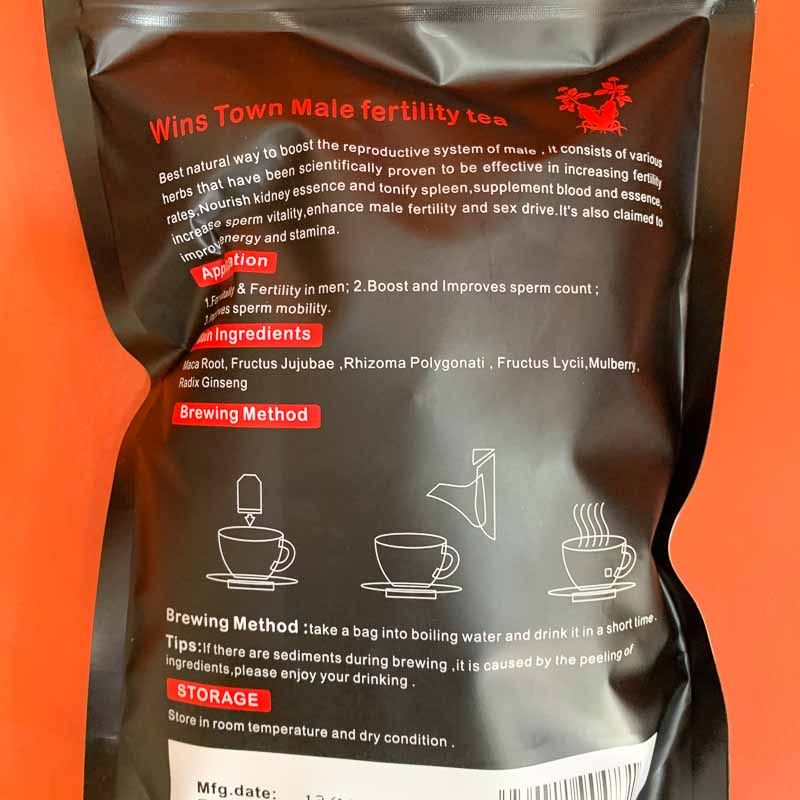 Wins Town Male fertility tea
Best natural way to boost the reproductive system of male , it consists of various
herbs that have been scientifically proven to be effective in increasing fertility
rates.Nourish kidney essence and tonify spleen,supplement blood and essence,
increase sperm vitality,enhance male fertility and sex drive.It's also claimed to
improve energy and stamina.
Application
& Fertility in men; 2.Boost and Improves sperm count ;
sperm mobility.
Ingredients
Maca Root, Fructus Jujubae ,Rhizoma Polygonati , Fructus Lycii,Mulberry,
Radix Ginseng
Brewing Method
Brewing Method :take a bag into boiling water and drink it in a short time.
Tips:If there are sediments during brewing ,it is caused by the peeling of
ingredients,please enjoy your drinking .
STORAGE
Store in room temperature and dry condition .
Mfg.date: